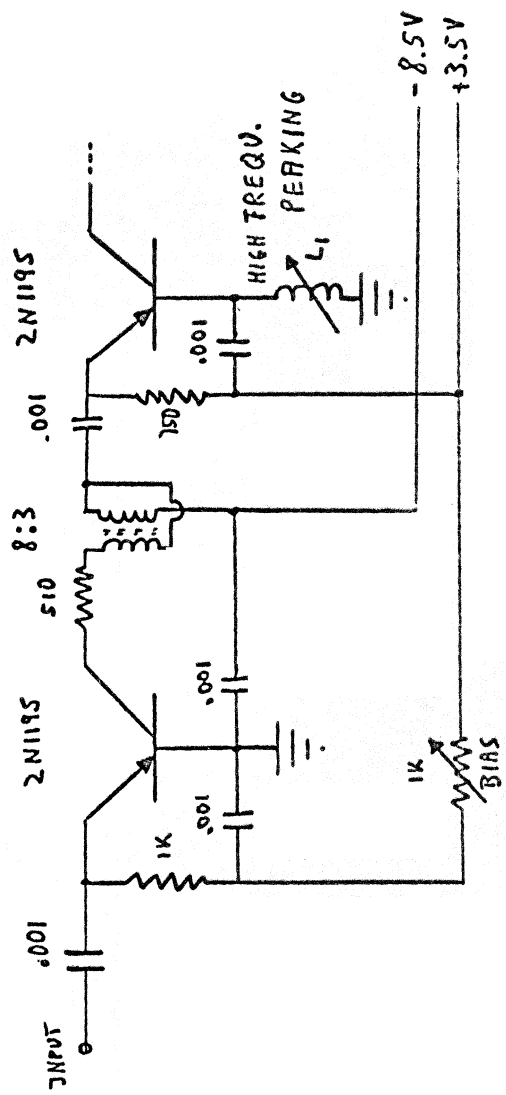 INPUT
.001
2N1195
510
8:3
.001
2N1195
...
1K
.001
.001
750
.001
HIGH FREQU.
PEAKING
L1
1K
BIAS
- 8.5V
+3.5V